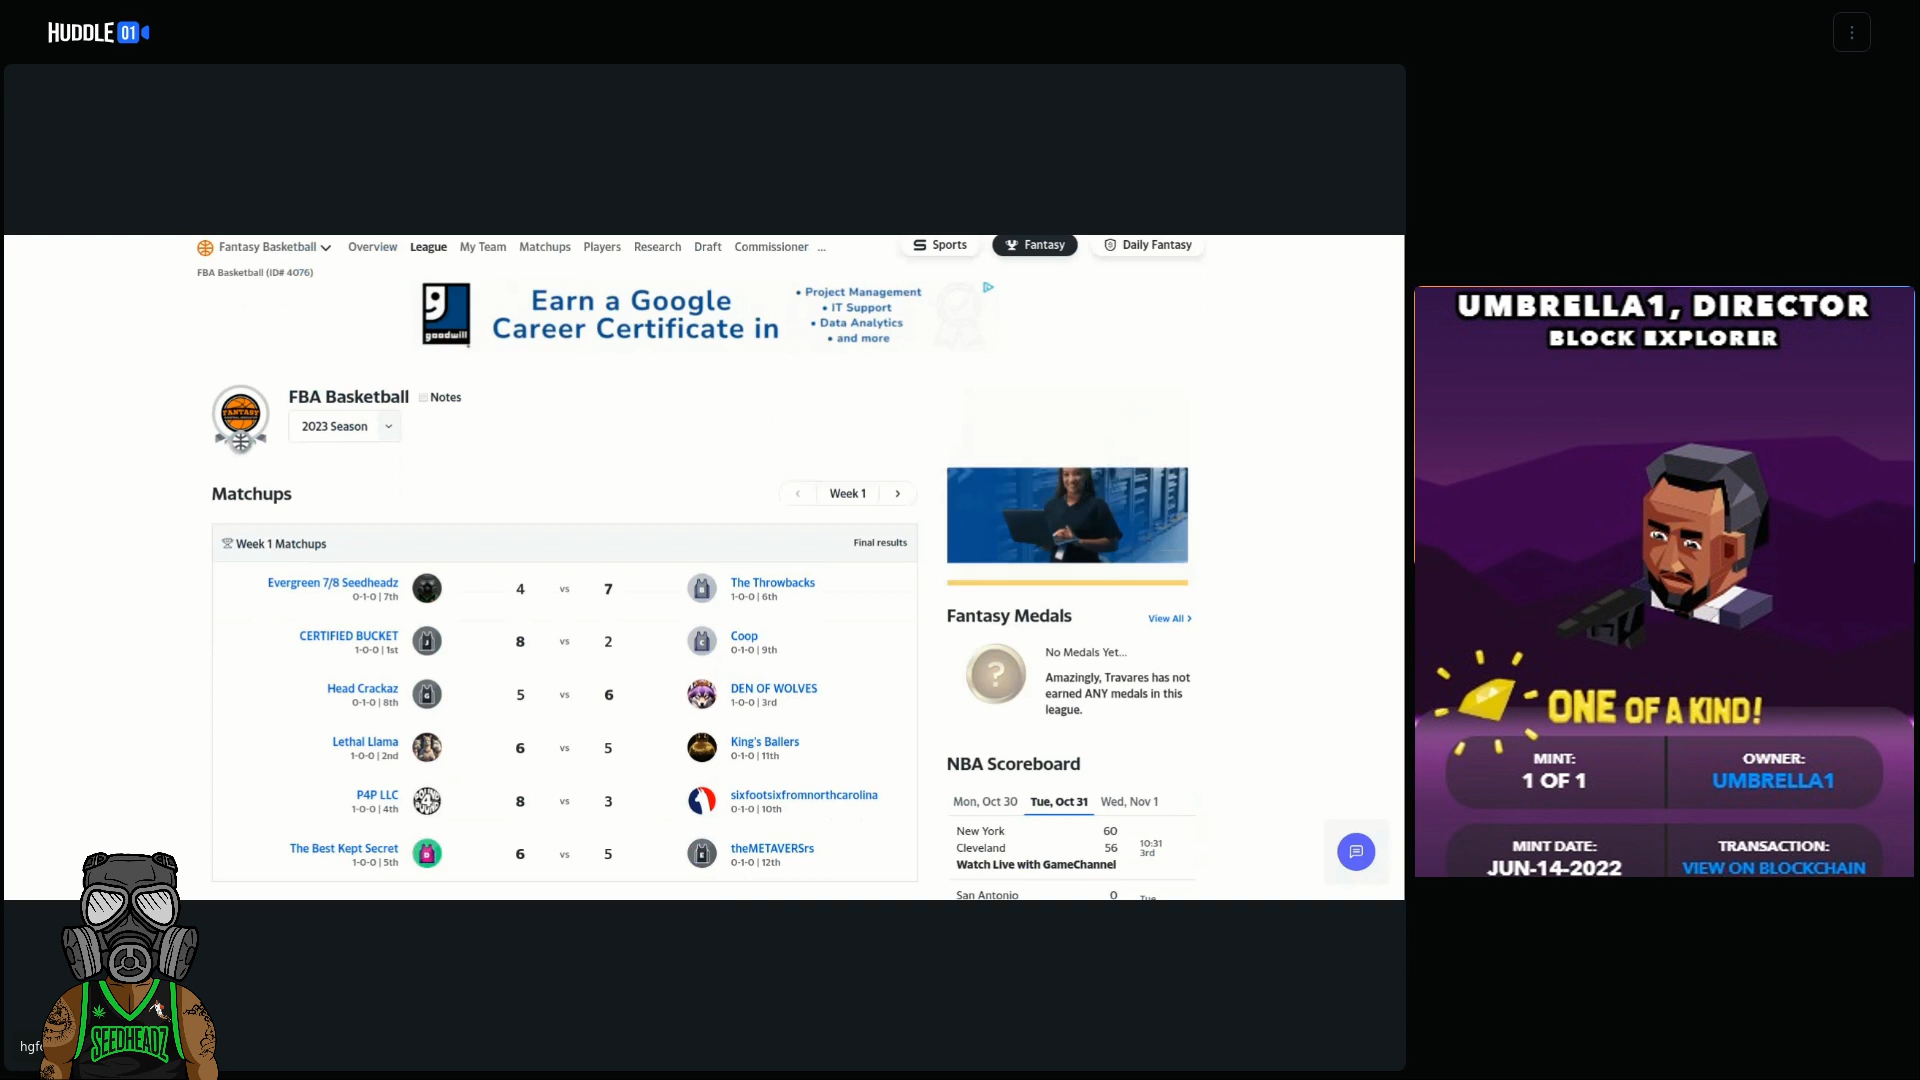 HUDDLE 01
Fantasy Basketball Overview League My Team Matchups Players Research Draft Commissioner ...
Sports Fantasy Daily Fantasy
FBA Basketball (ID# 4076)
goodwill
Earn a Google
Career Certificate in
• Project Management
• IT Support
• Data Analytics
• and more
FANTASY
FBA Basketball Notes
2023 Season
Matchups
Week 1
Week 1 Matchups Final results
Evergreen 7/8 Seedheadz 4 vs 7 The Throwbacks
0-1-0 | 7th 1-0-0 | 6th
CERTIFIED BUCKET 8 vs 2 Coop
1-0-0 | 1st 0-1-0 | 9th
Head Crackaz 5 vs 6 DEN OF WOLVES
0-1-0 | 8th 1-0-0 | 3rd
Lethal Llama 6 vs 5 King's Ballers
1-0-0 | 2nd 0-1-0 | 11th
P4P LLC 8 vs 3 sixfootsixfromnorthcarolina
1-0-0 | 4th 0-1-0 | 10th
The Best Kept Secret 6 vs 5 theMETAVERSrs
1-0-0 | 5th 0-1-0 | 12th
Fantasy Medals View All
?
No Medals Yet...
Amazingly, Travares has not
earned ANY medals in this
league.
NBA Scoreboard
Mon, Oct 30 Tue, Oct 31 Wed, Nov 1
New York 60
Cleveland 56
10:31
3rd
Watch Live with GameChannel
San Antonio 0
Tue
UMBRELLA1, DIRECTOR
BLOCK EXPLORER
ONE OF A KIND!
MINT:
1 OF 1
OWNER:
UMBRELLA1
MINT DATE:
JUN-14-2022
TRANSACTION:
VIEW ON BLOCKCHAIN
SEEDHEADZ